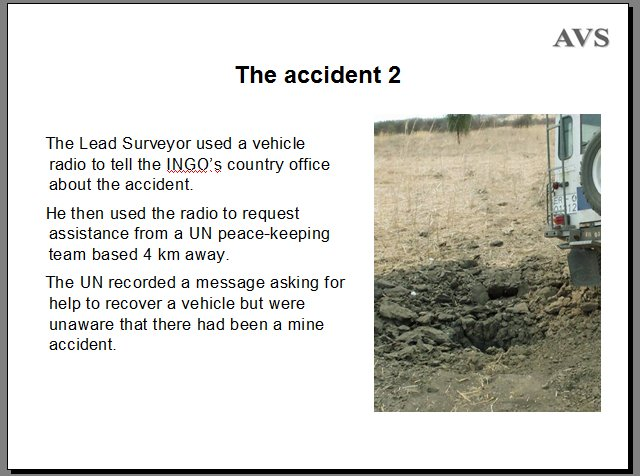 AVS
The accident 2
The Lead Surveyor used a vehicle
radio to tell the INGO's country office
about the accident.
He then used the radio to request
assistance from a UN peace-keeping
team based 4 km away.
The UN recorded a message asking for
help to recover a vehicle but were
unaware that there had been a mine
accident.